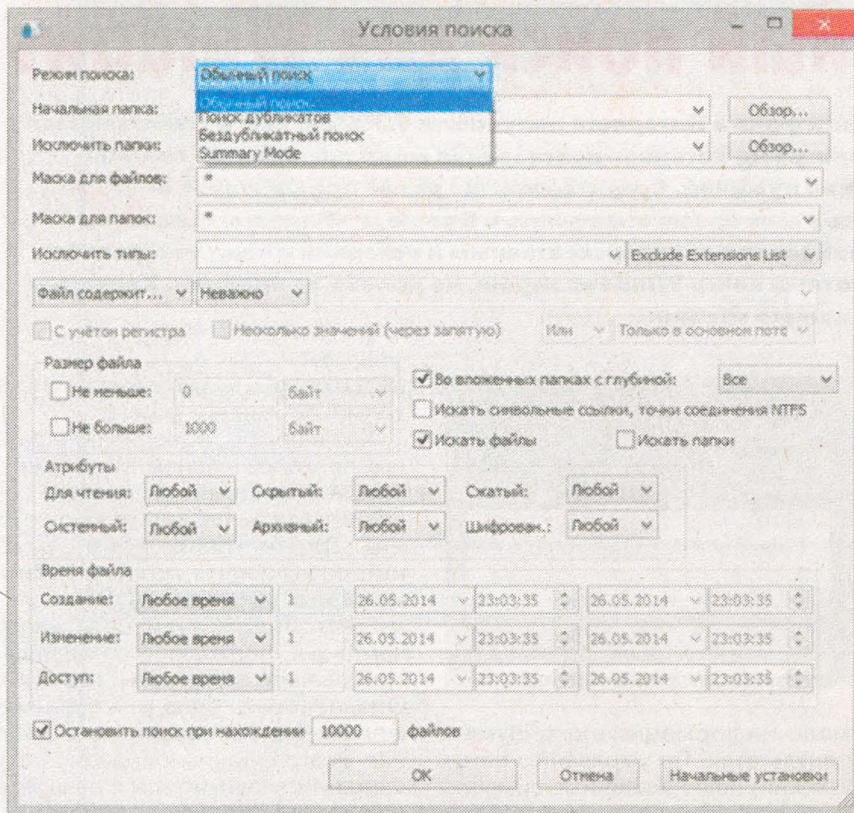 Условия поиска
Режим поиска: Обычный поиск
Обычный поиск
Начальная папка: Обзор...
Поиск дубликатов
Бездубликатный поиск
Исключить папки: Обзор...
Summary Mode
Маска для файлов: *
Маска для папок: *
Исключить типы: Exclude Extensions List
Файл содержит... Неважно
С учётом регистра Несколько значений (через запятую) Или Только в основном пото
Размер файла
Не меньше: 0 байт
Не больше: 1000 байт
Во вложенных папках с глубиной: Все
Искать символьные ссылки, точки соединения NTFS
Искать файлы Искать папки
Атрибуты
Для чтения: Любой Скрытый: Любой Сжатый: Любой
Системный: Любой Архивный: Любой Шифрован.: Любой
Время файла
Создание: Любое время 1 26.05.2014 23:03:35 26.05.2014 23:03:35
Изменение: Любое время 1 26.05.2014 23:03:35 26.05.2014 23:03:35
Доступ: Любое время 1 26.05.2014 23:03:35 26.05.2014 23:03:35
Остановить поиск при нахождении 10000 файлов
OK Отмена Начальные установки